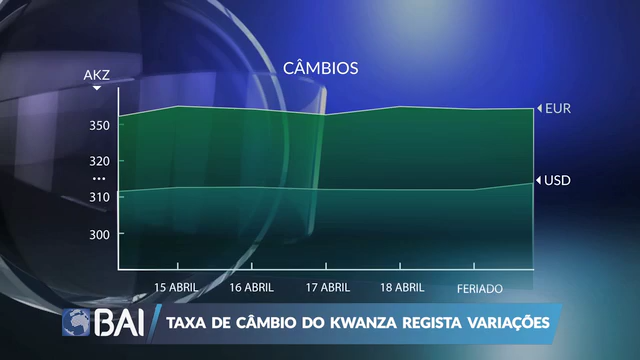 CÂMBIOS
AKZ
350
320
...
310
300
EUR
USD
15 ABRIL 16 ABRIL 17 ABRIL 18 ABRIL FERIADO
BAI TAXA DE CÂMBIO DO KWANZA REGISTA VARIAÇÕES